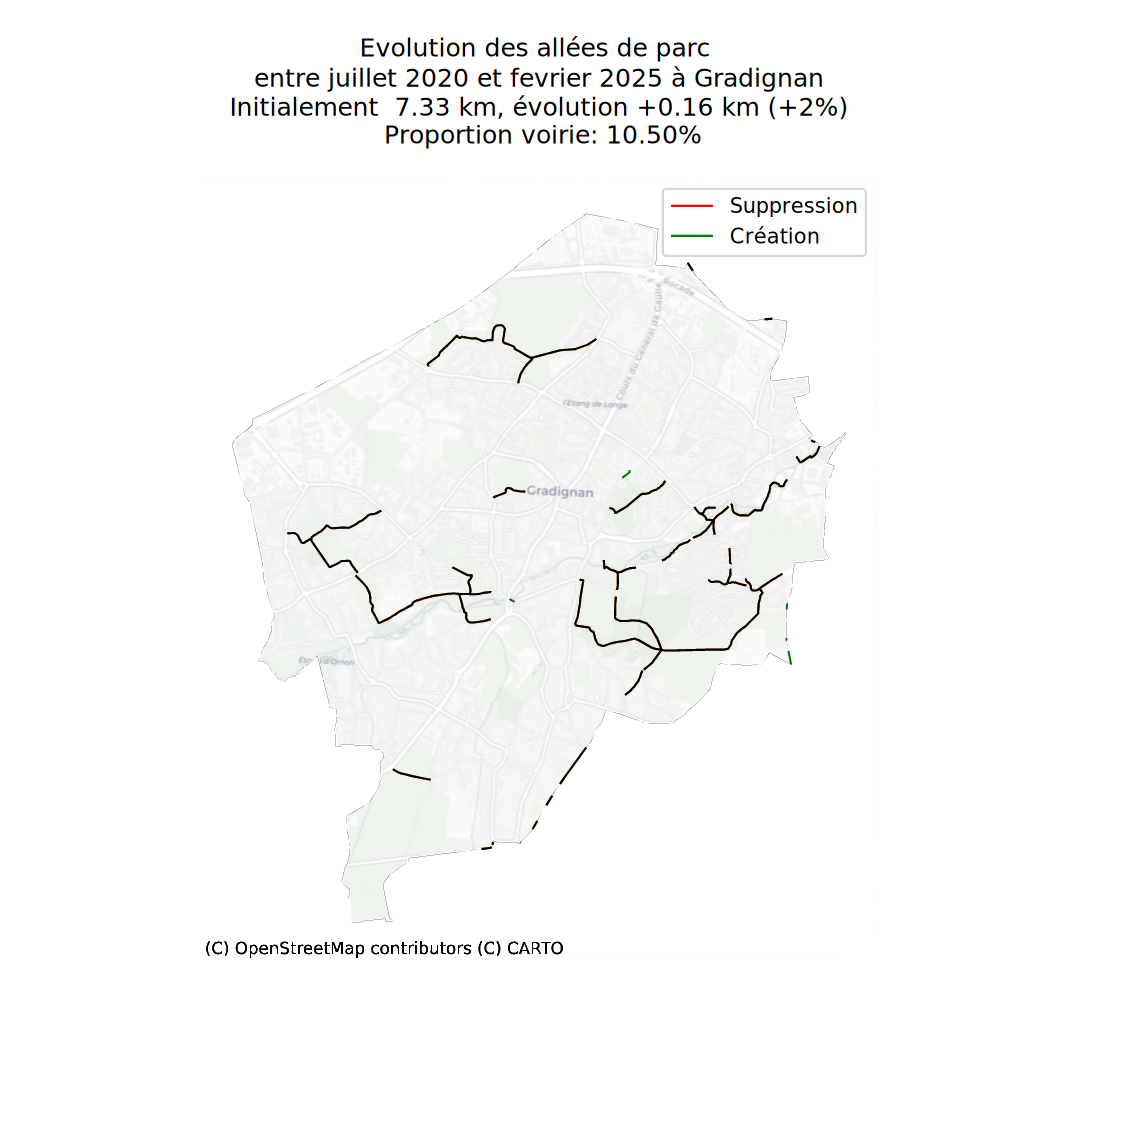 Evolution des allées de parc
entre juillet 2020 et fevrier 2025 à Gradignan
Initialement  7.33 km, évolution +0.16 km (+2%)
Proportion voirie: 10.50%
Suppression
Création
Rocade
Cours du Général de Gaulle
l'Etang de Lange
Gradignan
d'Ornon
(C) OpenStreetMap contributors (C) CARTO